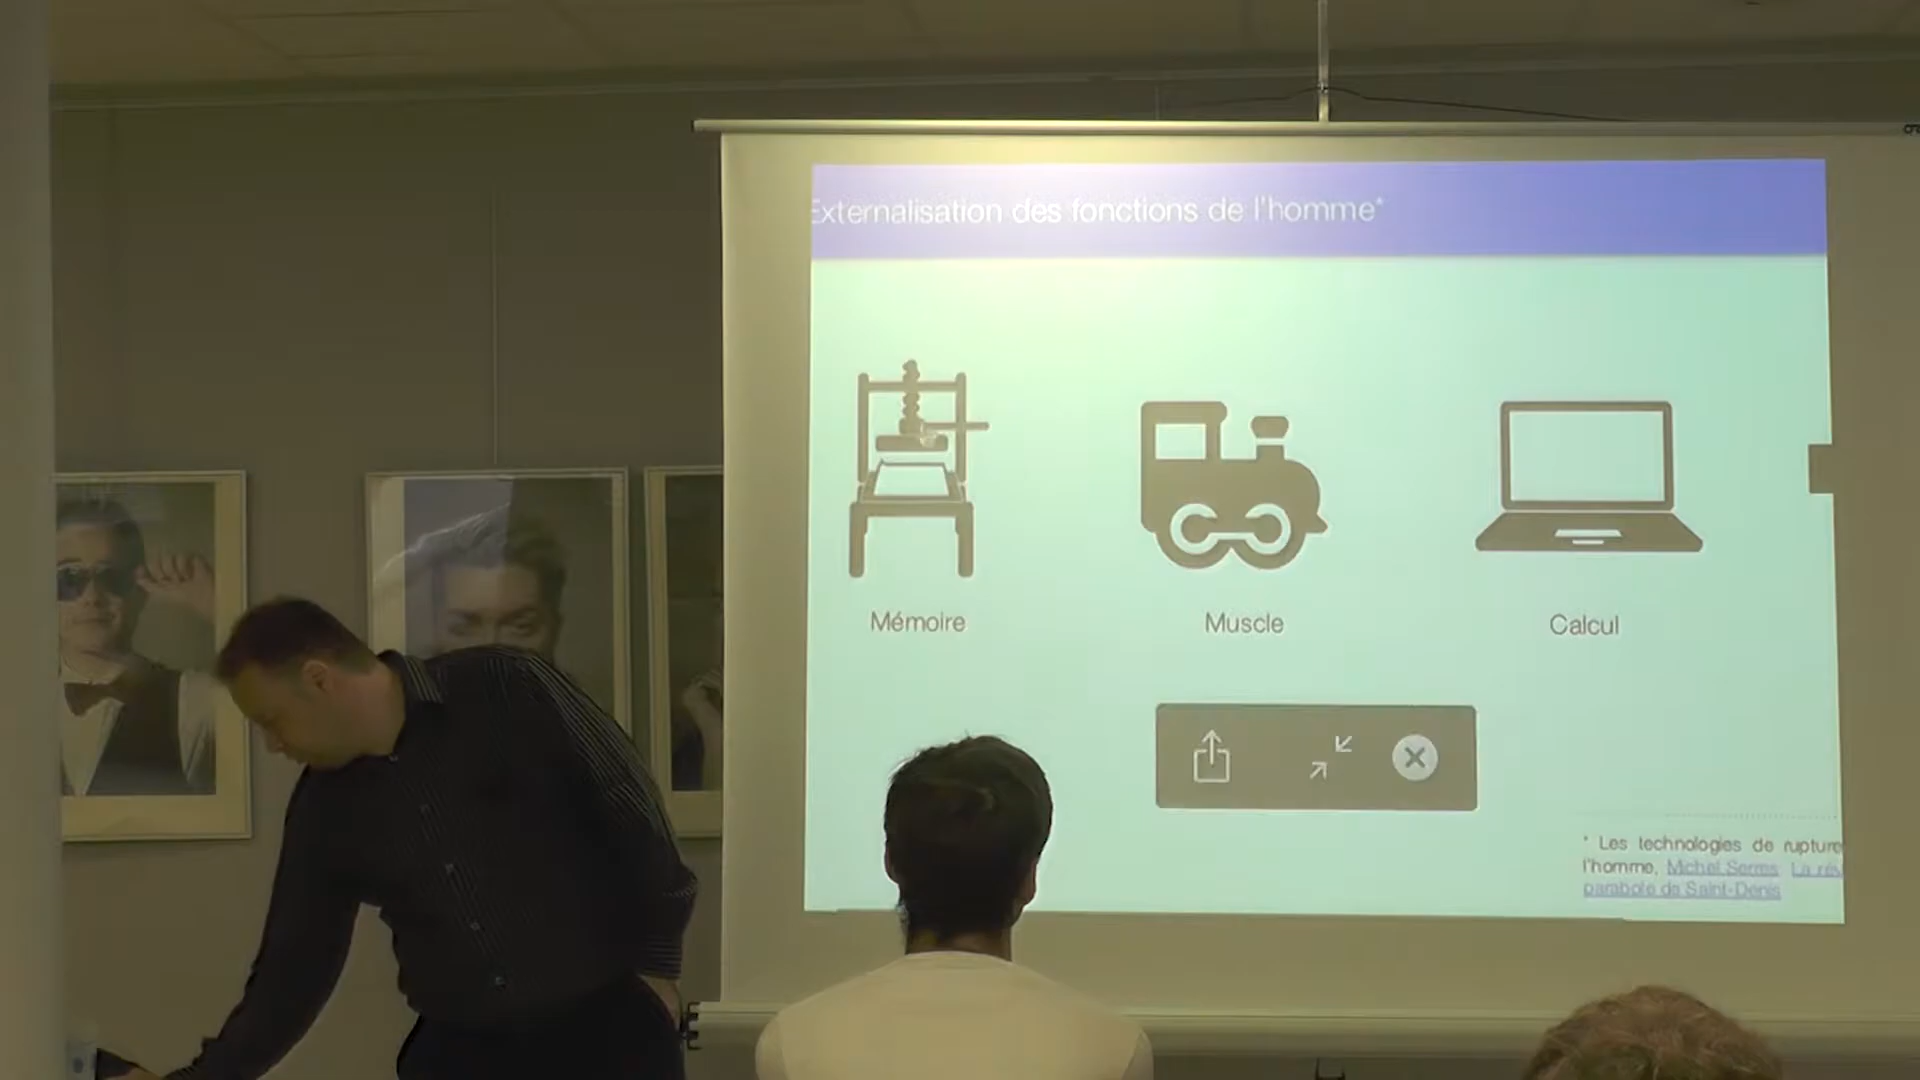 Externalisation des fonctions de l'homme*
Mémoire
Muscle
Calcul
* Les technologies de rupture
l'homme, Michel Serres, La rév
parabole de Saint-Denis